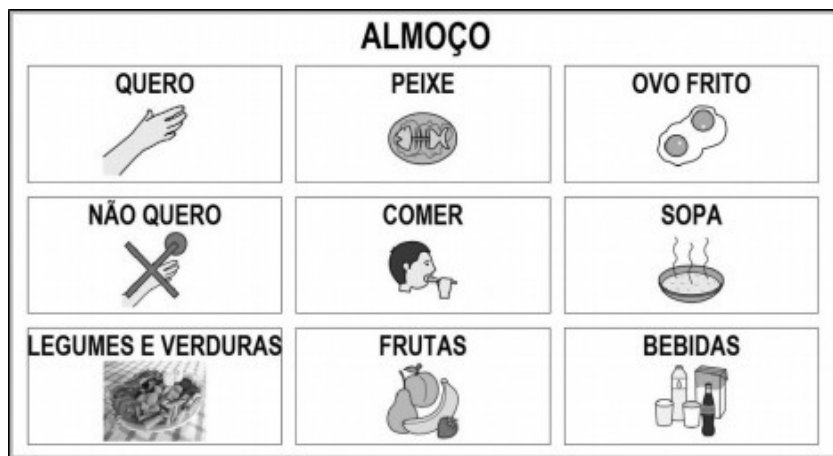 ALMOÇO
QUERO
PEIXE
OVO FRITO
NÃO QUERO
COMER
SOPA
LEGUMES E VERDURAS
FRUTAS
BEBIDAS